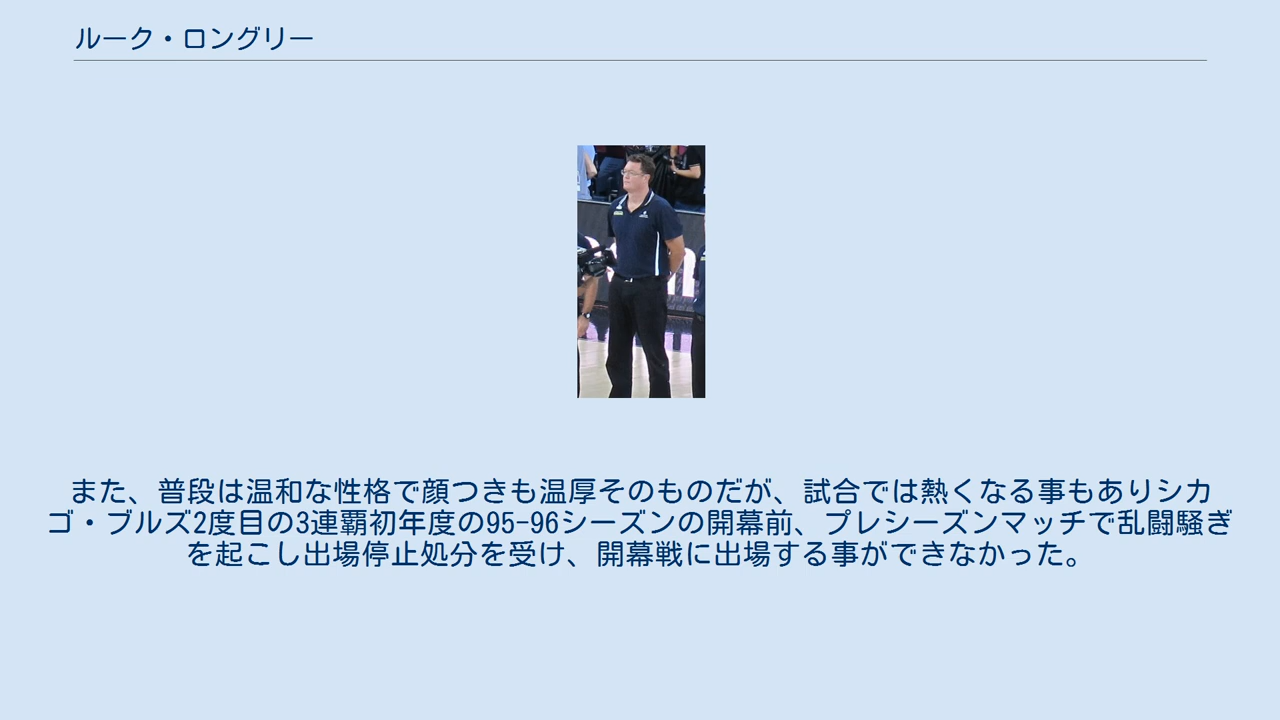 ルーク・ロングリー
また、普段は温和な性格で顔つきも温厚そのものだが、試合では熱くなる事もありシカ
ゴ・ブルズ2度目の3連覇初年度の95-96シーズンの開幕前、プレシーズンマッチで乱闘騒ぎ
を起こし出場停止処分を受け、開幕戦に出場する事ができなかった。